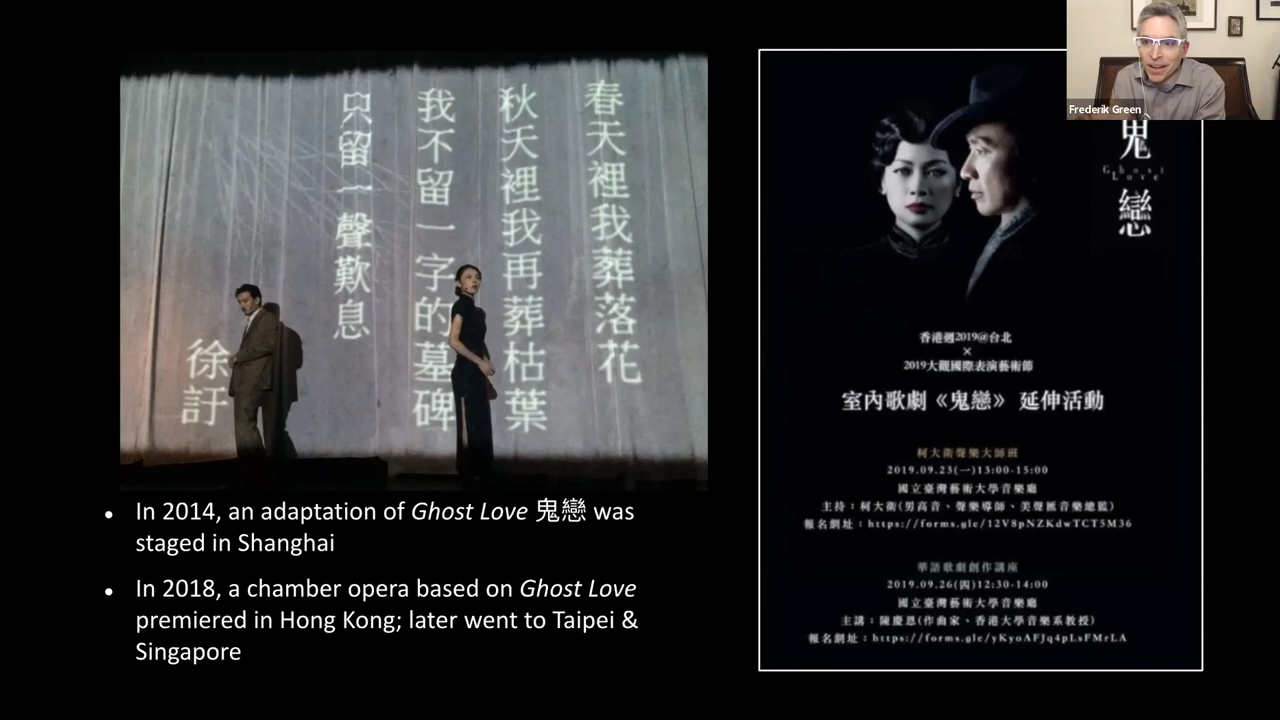 春天裡我葬落花
秋天裡我再葬枯葉
我不留一字的墓碑
只留一聲歎息
徐訏
● In 2014, an adaptation of Ghost Love 鬼戀 was
staged in Shanghai
● In 2018, a chamber opera based on Ghost Love
premiered in Hong Kong; later went to Taipei &
Singapore
Frederik Green
鬼
Ghost
Love
戀
香港週2019@台北
×
2019大觀國際表演藝術節
室內歌劇《鬼戀》延伸活動
柯大衛聲樂大師班
2019.09.23(一)13:00-15:00
國立臺灣藝術大學音樂廳
主持：柯大衛(男高音、聲樂導師、美聲匯音樂總監)
報名網址：https://forms.gle/12V8pNZKdwTCT5M36
華語歌劇創作講座
2019.09.26(四)12:30-14:00
國立臺灣藝術大學音樂廳
主講：陳慶恩(作曲家、香港大學音樂系教授)
報名網址：https://forms.gle/yKyoAFJq4pLsFMrLA